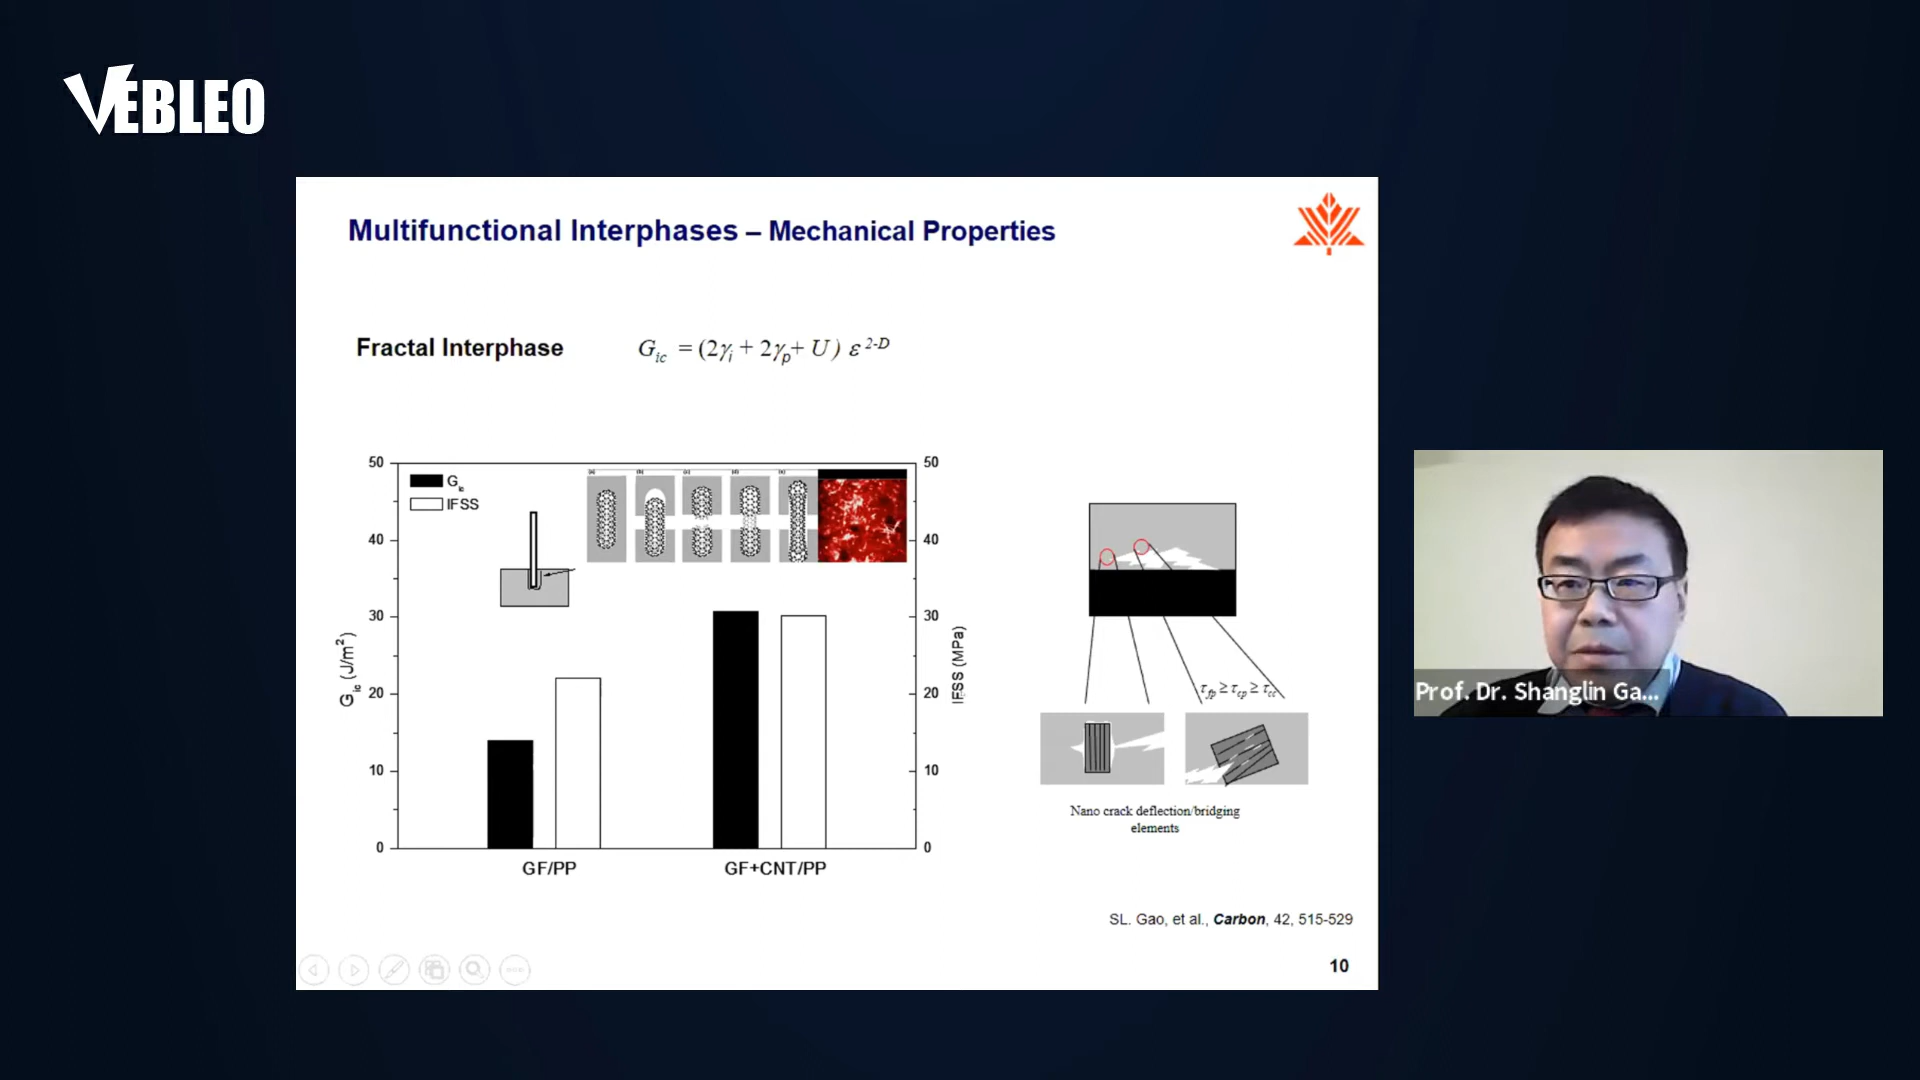 VEBLEO
Multifunctional Interphases – Mechanical Properties
Fractal Interphase
G_ic = (2γ_i + 2γ_p + U) ε^2-D
50
40
30
20
10
0
G_ic (J/m²)
G_ic
IFSS
(a) (b) (c) (d) (e)
50
40
30
20
10
0
IFSS (MPa)
GF/PP
GF+CNT/PP
τ_fp ≥ τ_cp ≥ τ_cc
Nano crack deflection/bridging
elements
SL. Gao, et al., Carbon, 42, 515-529
10
Prof. Dr. Shanglin Ga...